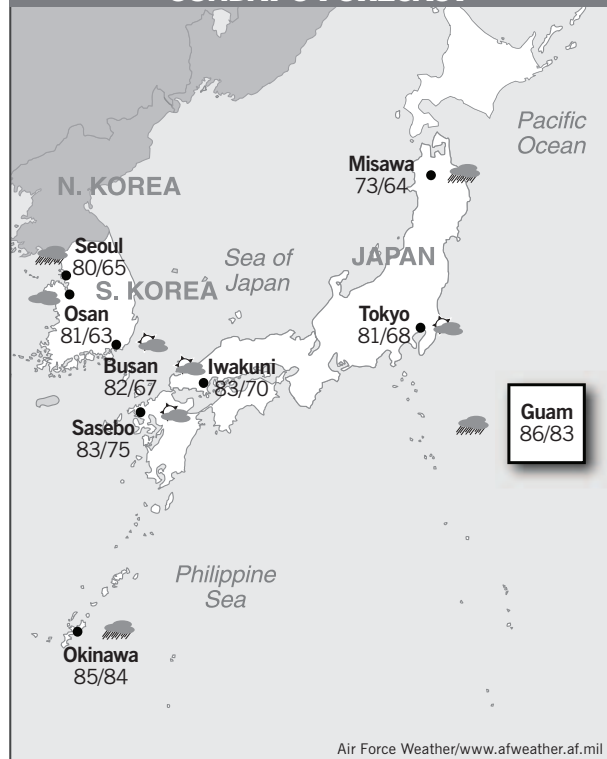 Pacific
Ocean
Misawa
73/64
N. KOREA
Seoul
80/65
Sea of
Japan
JAPAN
S. KOREA
Osan
81/63
Tokyo
81/68
Busan
82/67
Iwakuni
83/70
Guam
86/83
Sasebo
83/75
Philippine
Sea
Okinawa
85/84
Air Force Weather/www.afweather.af.mil